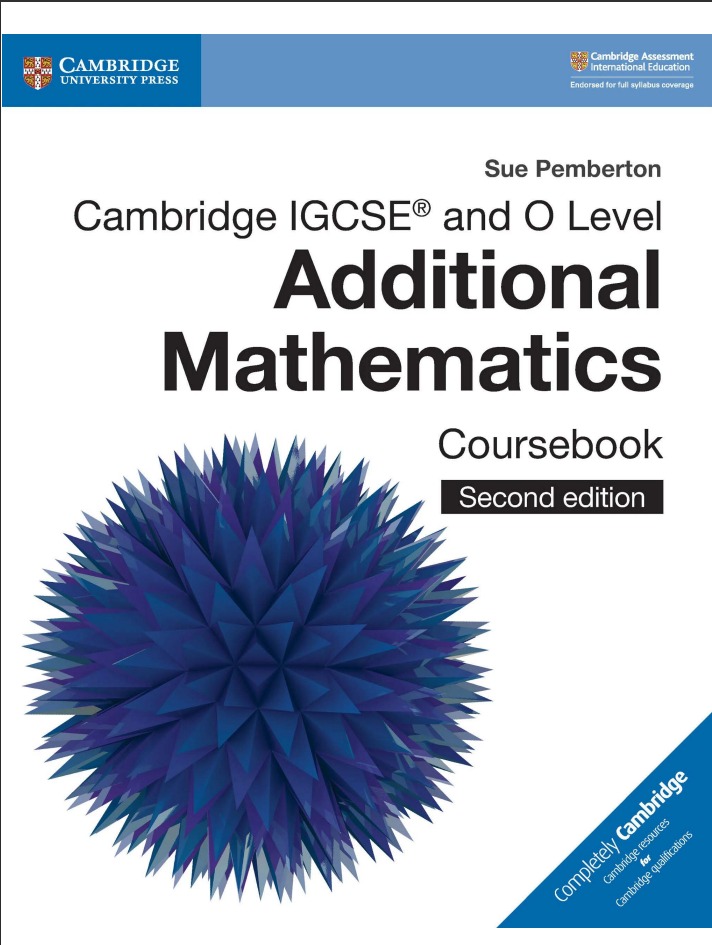 CAMBRIDGE
UNIVERSITY PRESS
Cambridge Assessment
International Education
Endorsed for full syllabus coverage
Sue Pemberton
Cambridge IGCSE® and O Level
Additional
Mathematics
Coursebook
Second edition
Completely Cambridge
Cambridge resources
for
Cambridge qualifications